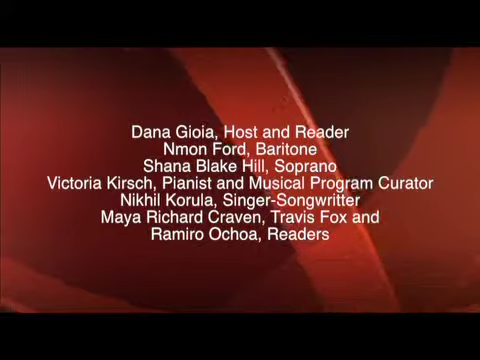 Dana Gioia, Host and Reader
Nmon Ford, Baritone
Shana Blake Hill, Soprano
Victoria Kirsch, Pianist and Musical Program Curator
Nikhil Korula, Singer-Songwritter
Maya Richard Craven, Travis Fox and
Ramiro Ochoa, Readers